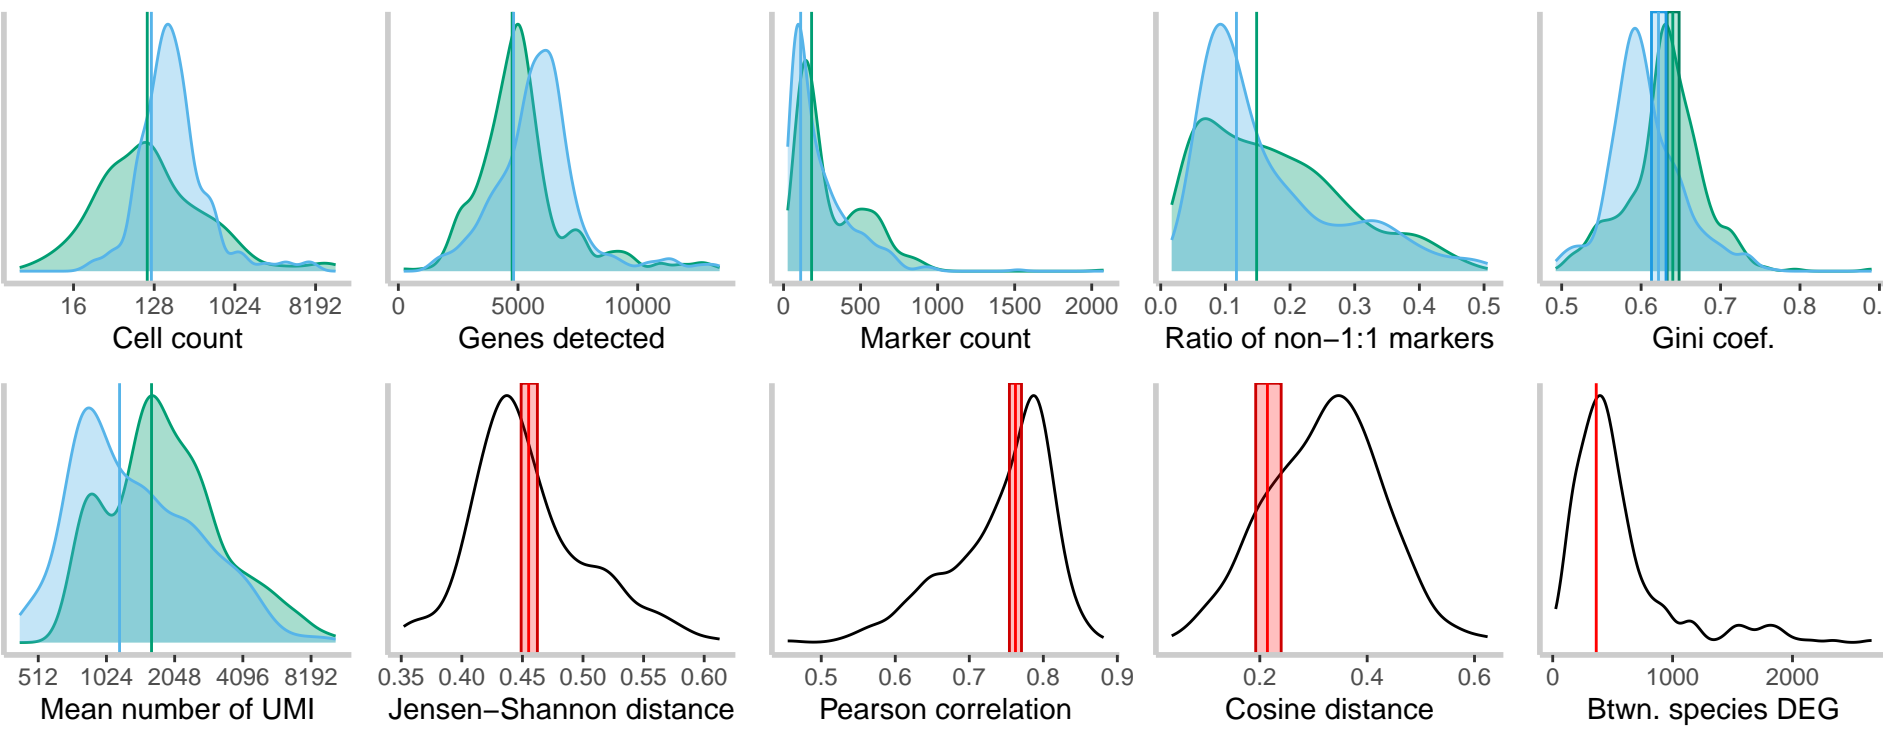 16 128 1024 8192
Cell count
0 5000 10000
Genes detected
0 500 1000 1500 2000
Marker count
0.0 0.1 0.2 0.3 0.4 0.5
Ratio of non−1:1 markers
0.5 0.6 0.7 0.8 0.
Gini coef.
512 1024 2048 4096 8192
Mean number of UMI
0.35 0.40 0.45 0.50 0.55 0.60
Jensen−Shannon distance
0.5 0.6 0.7 0.8 0.9
Pearson correlation
0.2 0.4 0.6
Cosine distance
0 1000 2000
Btwn. species DEG